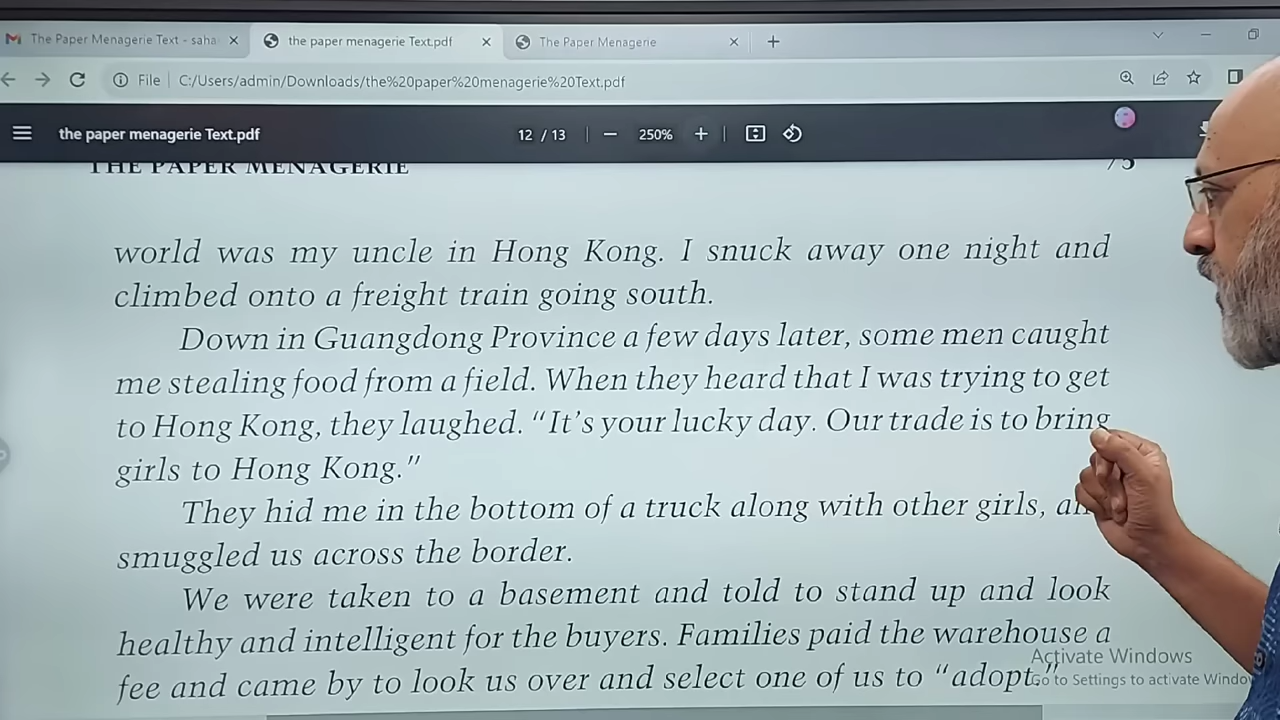 The Paper Menagerie Text - saha
the paper menagerie Text.pdf
The Paper Menagerie
File
C:/Users/admin/Downloads/the%20paper%20menagerie%20Text.pdf
the paper menagerie Text.pdf
12 / 13
250%
THE PAPER MENAGERIE
75
world was my uncle in Hong Kong. I snuck away one night and
climbed onto a freight train going south.
Down in Guangdong Province a few days later, some men caught
me stealing food from a field. When they heard that I was trying to get
to Hong Kong, they laughed. "It's your lucky day. Our trade is to bring
girls to Hong Kong."
They hid me in the bottom of a truck along with other girls,
smuggled us across the border.
We were taken to a basement and told to stand up and look
healthy and intelligent for the buyers. Families paid the warehouse a
fee and came by to look us over and select one of us to "adopt."
Activate Windows
Go to Settings to activate Windo